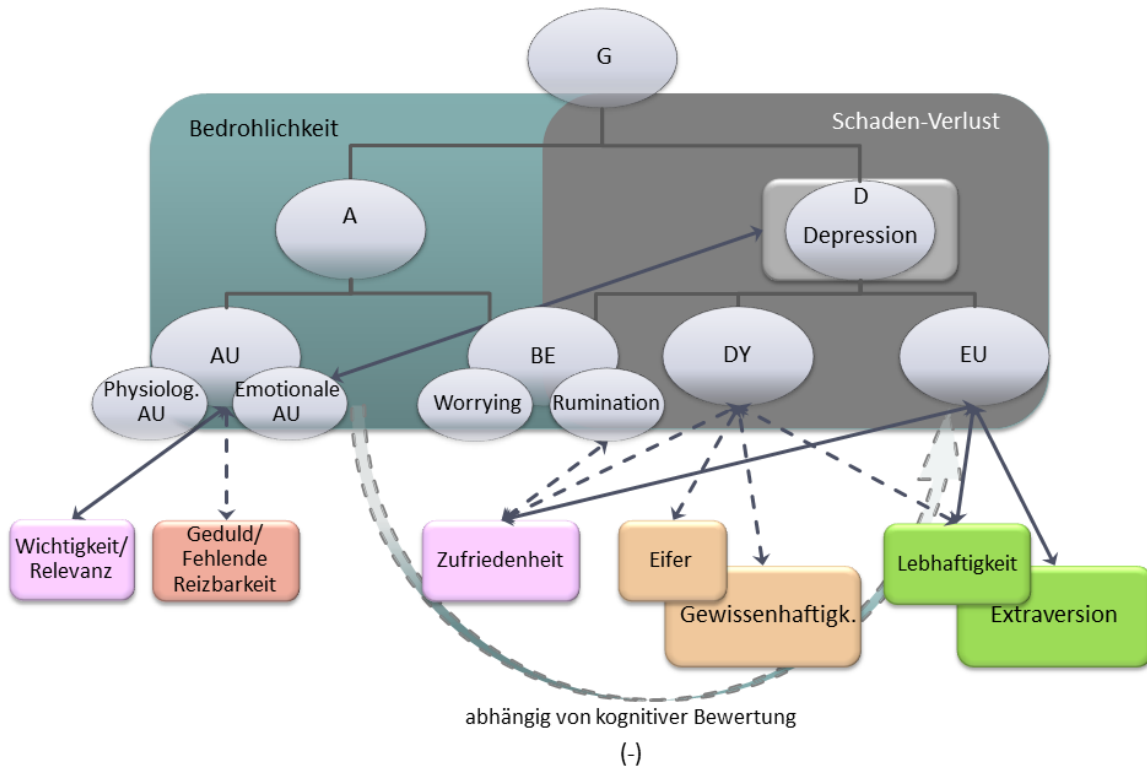 G
Bedrohlichkeit
Schaden-Verlust
A
D
Depression
AU
BE
DY
EU
Physiolog.
AU
Emotionale
AU
Worrying
Rumination
Wichtigkeit/
Relevanz
Geduld/
Fehlende
Reizbarkeit
Zufriedenheit
Eifer
Gewissenhaftigk.
Lebhaftigkeit
Extraversion
abhängig von kognitiver Bewertung
(-)